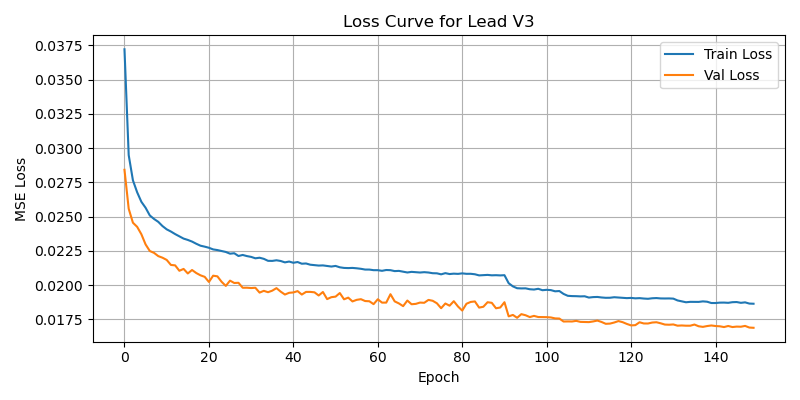 Loss Curve for Lead V3
Train Loss
Val Loss
MSE Loss
0.0375
0.0350
0.0325
0.0300
0.0275
0.0250
0.0225
0.0200
0.0175
0 20 40 60 80 100 120 140
Epoch